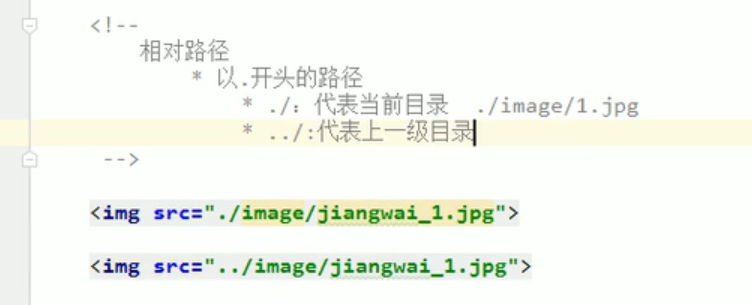 <!--
相对路径
* 以.开头的路径
* ./：代表当前目录 ./image/1.jpg
* ../:代表上一级目录
-->
<img src="./image/jiangwai_1.jpg">
<img src="../image/jiangwai_1.jpg">